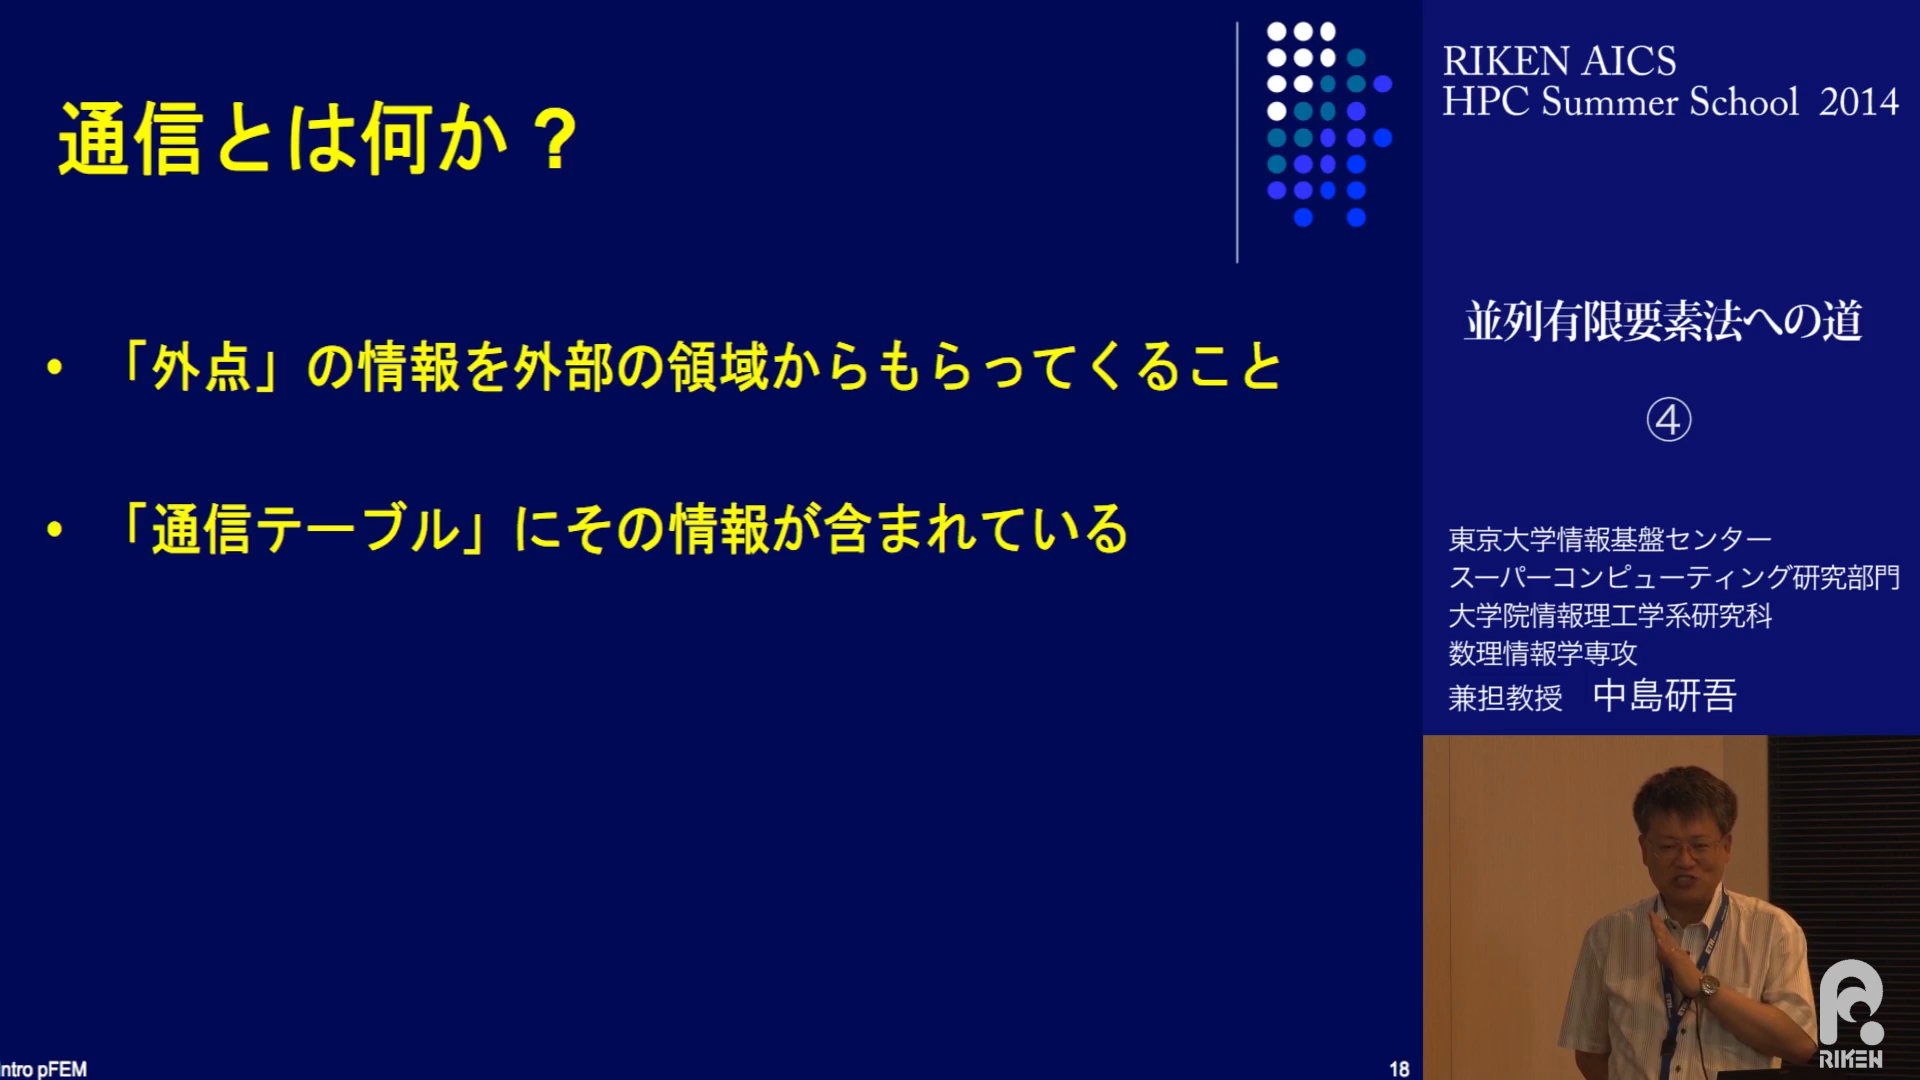 通信とは何か？
• 「外点」の情報を外部の領域からもらってくること
• 「通信テーブル」にその情報が含まれている
ntro pFEM
18
RIKEN AICS
HPC Summer School 2014
並列有限要素法への道
④
東京大学情報基盤センター
スーパーコンピューティング研究部門
大学院情報理工学系研究科
数理情報学専攻
兼担教授 中島研吾
RIKEN